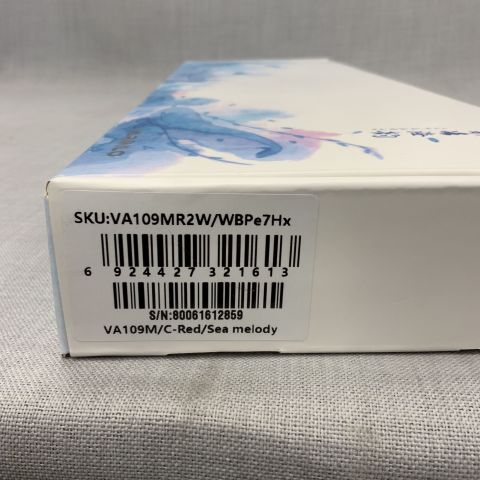 SKU:VA109MR2W/WBPe7Hx
6 924427 321613
S/N:80061612859
VA109M/C-Red/Sea melody